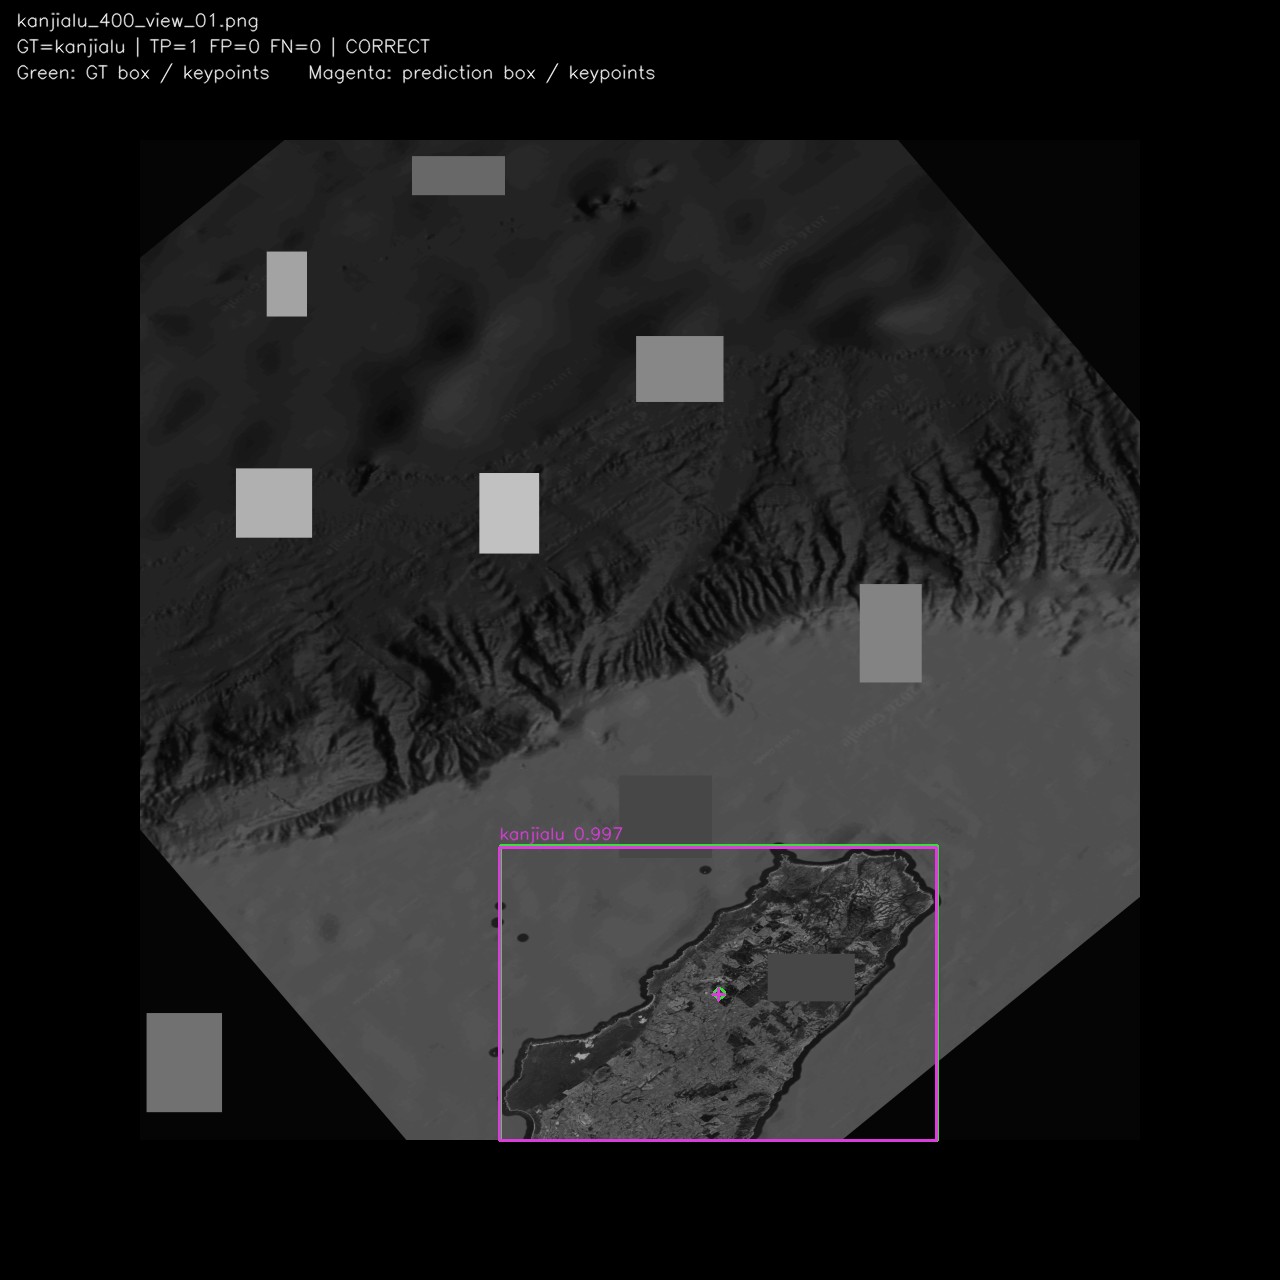 kanjialu_400_view_01.png
GT=kanjialu | TP=1 FP=0 FN=0 | CORRECT
Green: GT box / keypoints Magenta: prediction box / keypoints
kanjialu 0.997